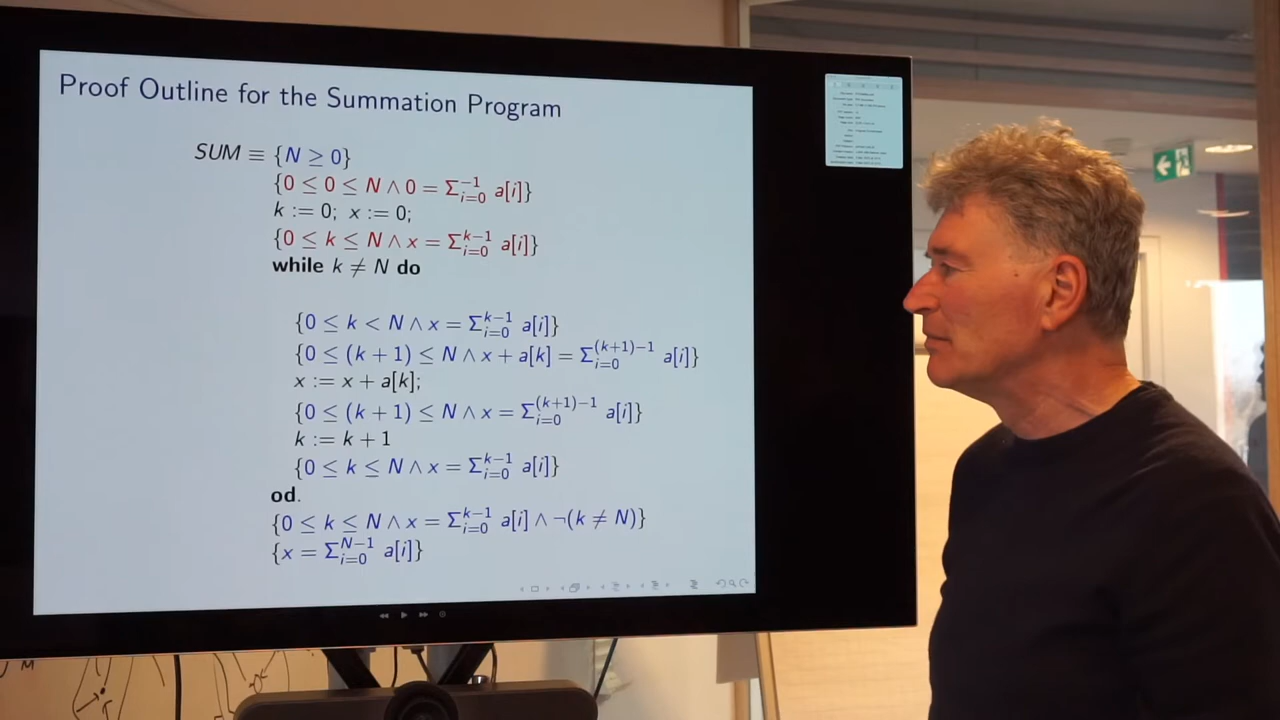 Proof Outline for the Summation Program
SUM ≡ {N ≥ 0}
{0 ≤ 0 ≤ N ∧ 0 = Σ_{i=0}^{-1} a[i]}
k := 0; x := 0;
{0 ≤ k ≤ N ∧ x = Σ_{i=0}^{k−1} a[i]}
while k ≠ N do
{0 ≤ k < N ∧ x = Σ_{i=0}^{k−1} a[i]}
{0 ≤ (k + 1) ≤ N ∧ x + a[k] = Σ_{i=0}^{(k+1)−1} a[i]}
x := x + a[k];
{0 ≤ (k + 1) ≤ N ∧ x = Σ_{i=0}^{(k+1)−1} a[i]}
k := k + 1
{0 ≤ k ≤ N ∧ x = Σ_{i=0}^{k−1} a[i]}
od.
{0 ≤ k ≤ N ∧ x = Σ_{i=0}^{k−1} a[i] ∧ ¬(k ≠ N)}
{x = Σ_{i=0}^{N−1} a[i]}